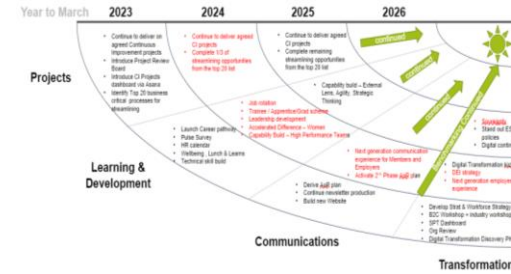 Year to March 2023 2024 2025 2026
Projects
• Continue to deliver on
agreed Continuous
Improvement projects
• Introduce Project Review
Board
• Introduce CI Projects
dashboard via Asana
• Identify Top 20 business
critical processes for
streamlining
• Continue to deliver agreed
CI projects
• Complete 1/3 of
streamlining opportunities
from the top 20 list
• Continue to deliver agreed
CI projects
• Complete remaining
streamlining opportunities
from the top 20 list
continued
continued
continued
Learning &
Development
• Launch Career pathway
• Pulse Survey
• HR calendar
• Wellbeing, Lunch & Learns
• Technical skill build
• Job rotation
• Trainee / Apprentice/Grad scheme
• Leadership development
• Accelerated Difference – Women
• Capability Build – High Performance Teams
• Capability build – External
Lens, Agility, Strategic
Thinking
Communications
• Derive plan
• Continue newsletter production
• Build new Website
• Next generation communication
experience for Members and
Employers
• Activate 2nd Phase plan
• Stand out
policies
• Digital
Transformation
• Develop Strat & Workforce Strategy
• B2C Workshop + industry workshop
• SPT Dashboard
• Org Review
• Digital Transformation Discovery
• Digital Transformation
• DEI strategy
• Next generation
experience